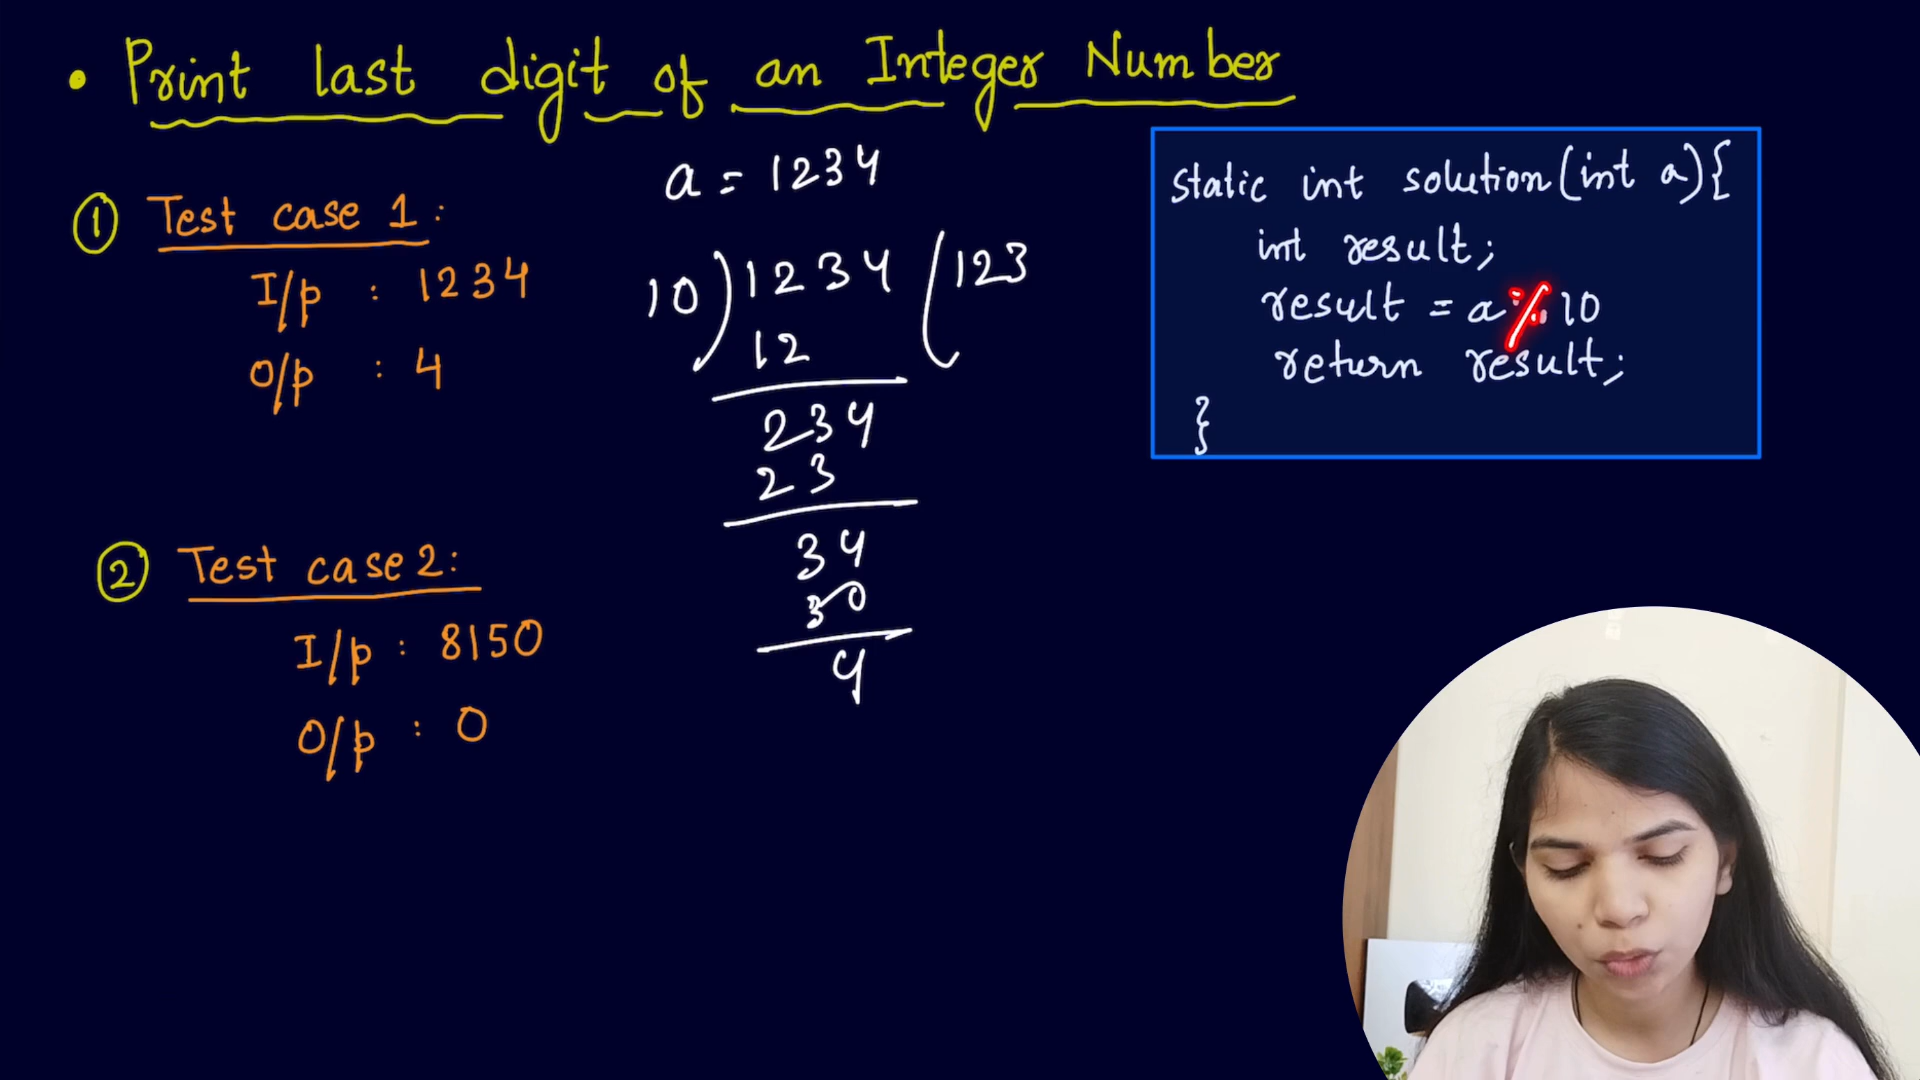 • Print last digit of an Integer Number
① Test case 1:
I/p : 1234
O/p : 4
② Test case 2:
I/p : 8150
O/p : 0
a = 1234
10)1234(123
12
234
23
34
30
4
static int solution(int a){
int result;
result = a % 10
return result;
}